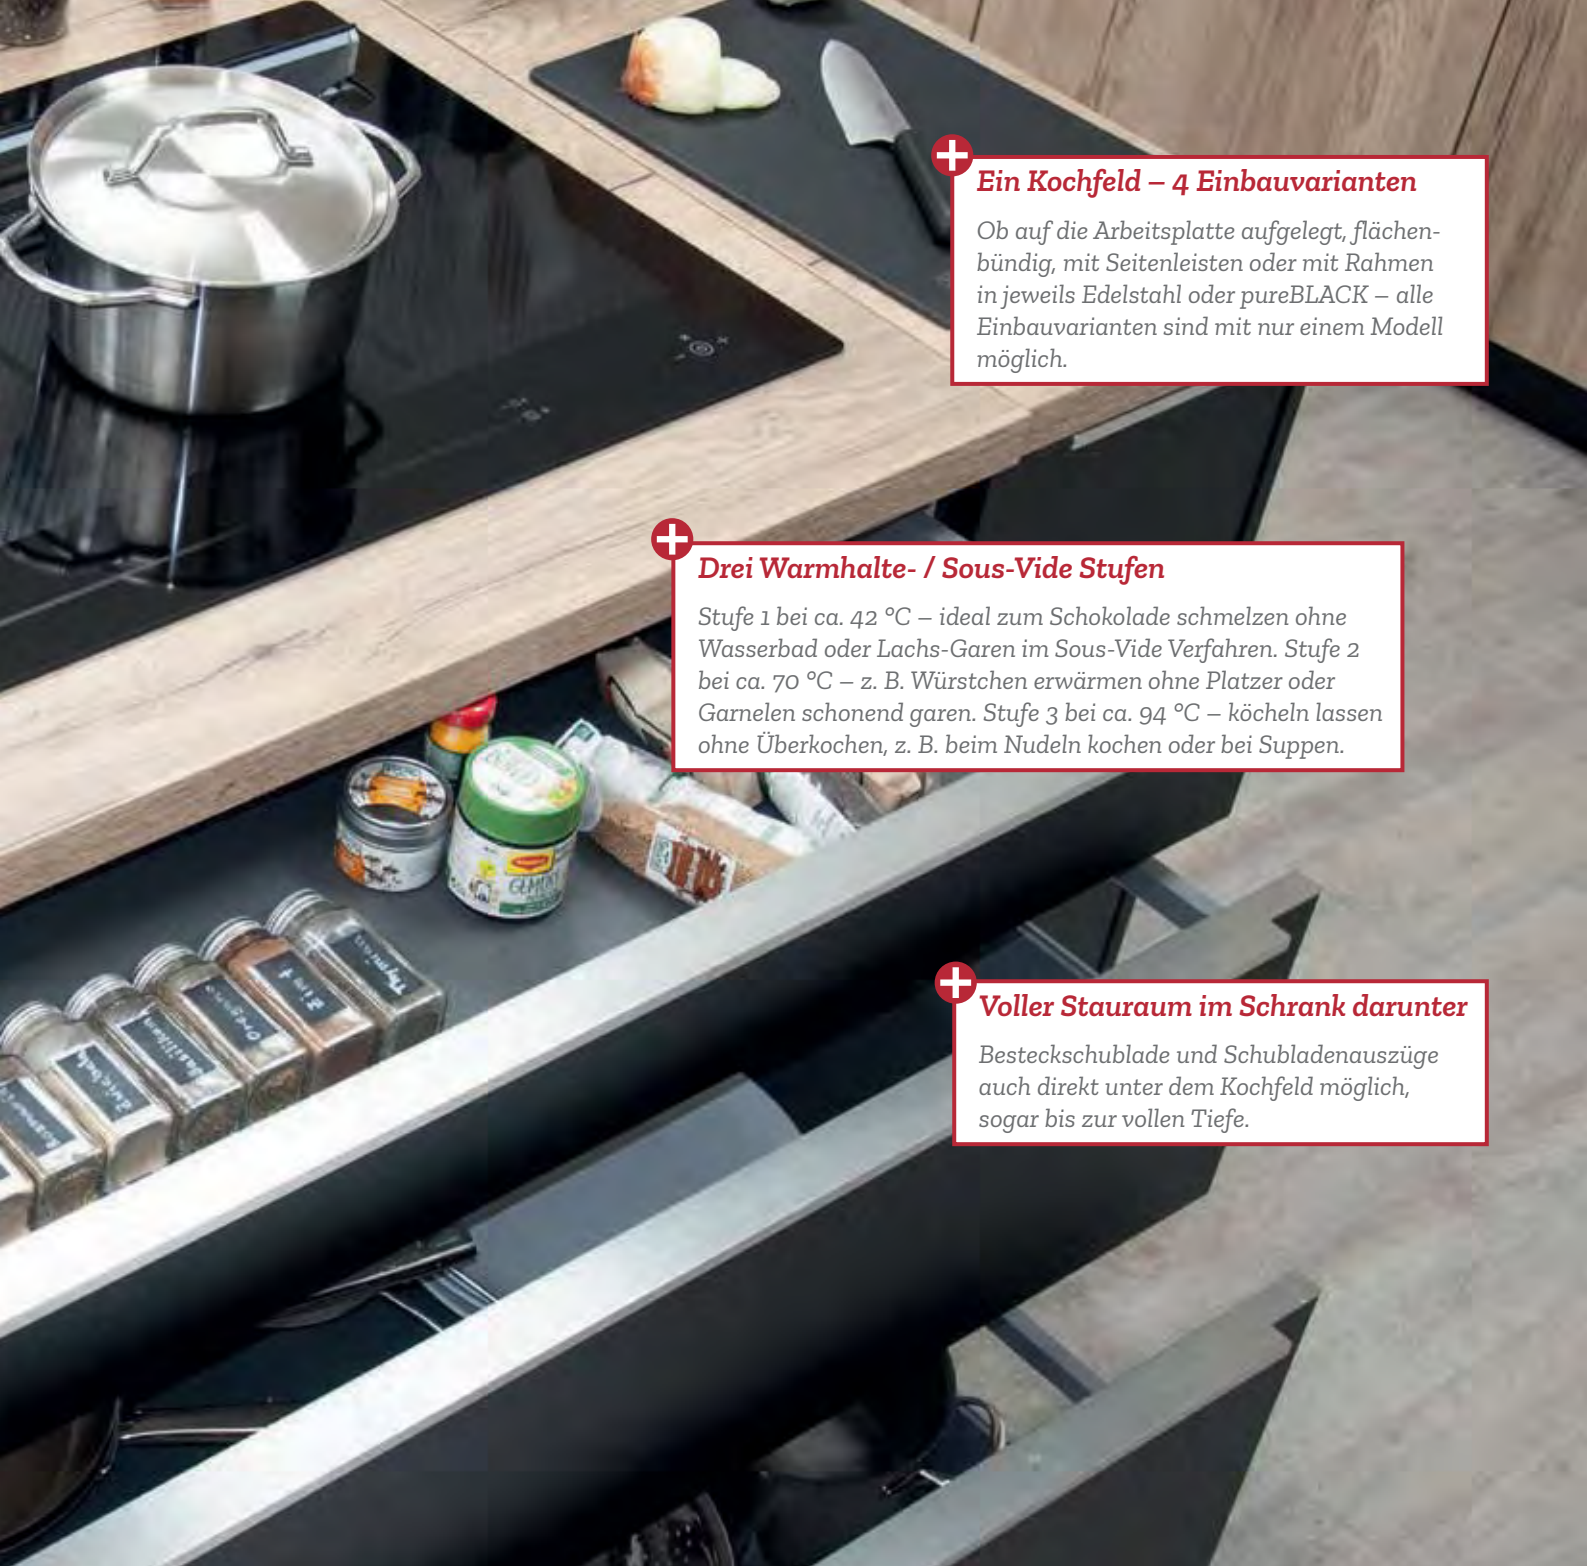 Ein Kochfeld – 4 Einbauvarianten
Ob auf die Arbeitsplatte aufgelegt, flächen-
bündig, mit Seitenleisten oder mit Rahmen
in jeweils Edelstahl oder pureBLACK – alle
Einbauvarianten sind mit nur einem Modell
möglich.
Drei Warmhalte- / Sous-Vide Stufen
Stufe 1 bei ca. 42 °C – ideal zum Schokolade schmelzen ohne
Wasserbad oder Lachs-Garen im Sous-Vide Verfahren. Stufe 2
bei ca. 70 °C – z. B. Würstchen erwärmen ohne Platzer oder
Garnelen schonend garen. Stufe 3 bei ca. 94 °C – köcheln lassen
ohne Überkochen, z. B. beim Nudeln kochen oder bei Suppen.
Thymian
Zimt
Oregano
Basilikum
Zwiebel
Voller Stauraum im Schrank darunter
Besteckschublade und Schubladenauszüge
auch direkt unter dem Kochfeld möglich,
sogar bis zur vollen Tiefe.